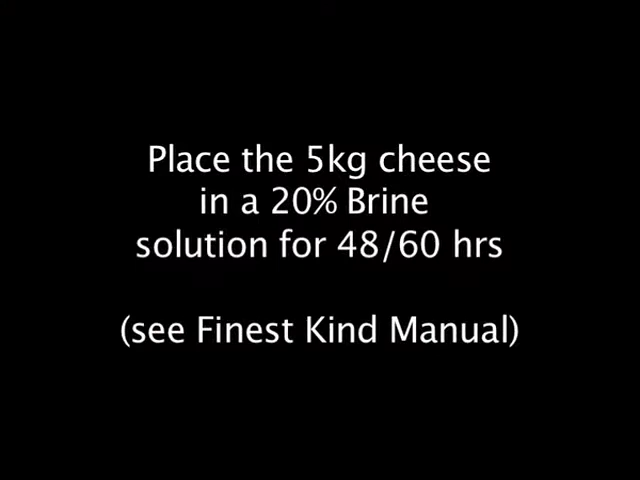 Place the 5kg cheese
in a 20% Brine
solution for 48/60 hrs
(see Finest Kind Manual)